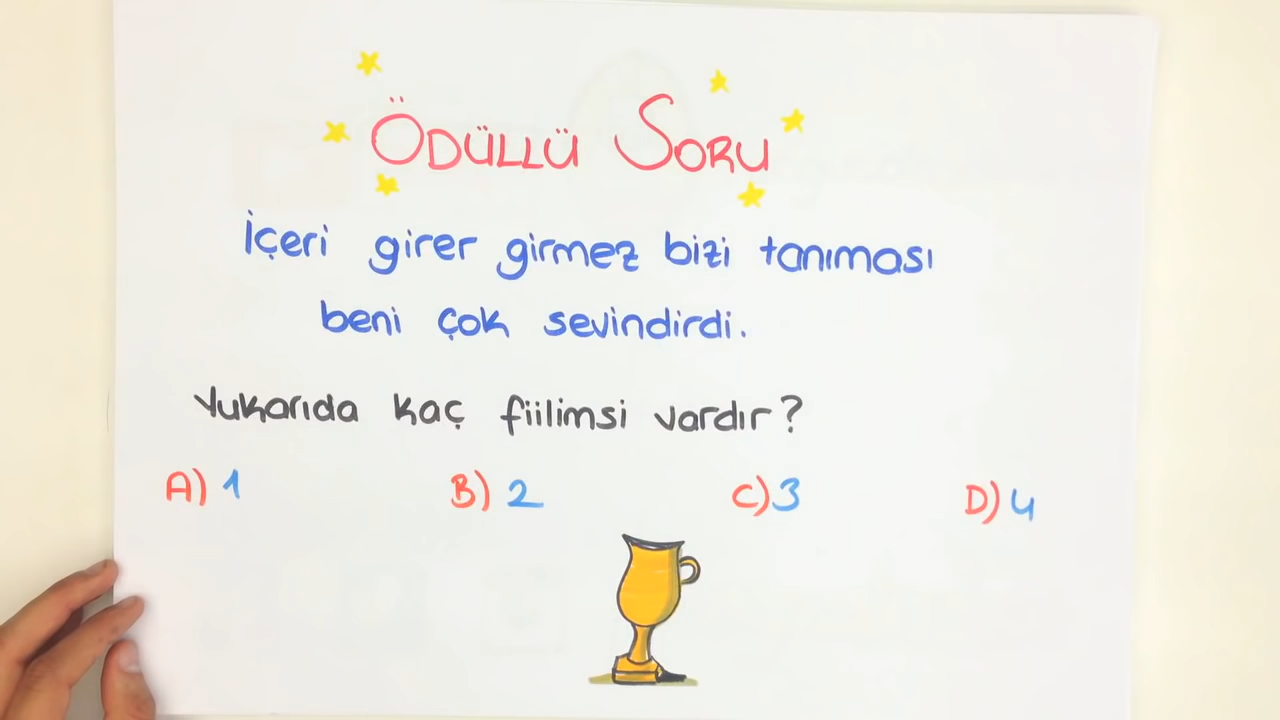 ÖDÜLLÜ SORU
İçeri girer girmez bizi tanıması
beni çok sevindirdi.
Yukarıda kaç fiilimsi vardır?
A) 1 B) 2 C) 3 D) 4